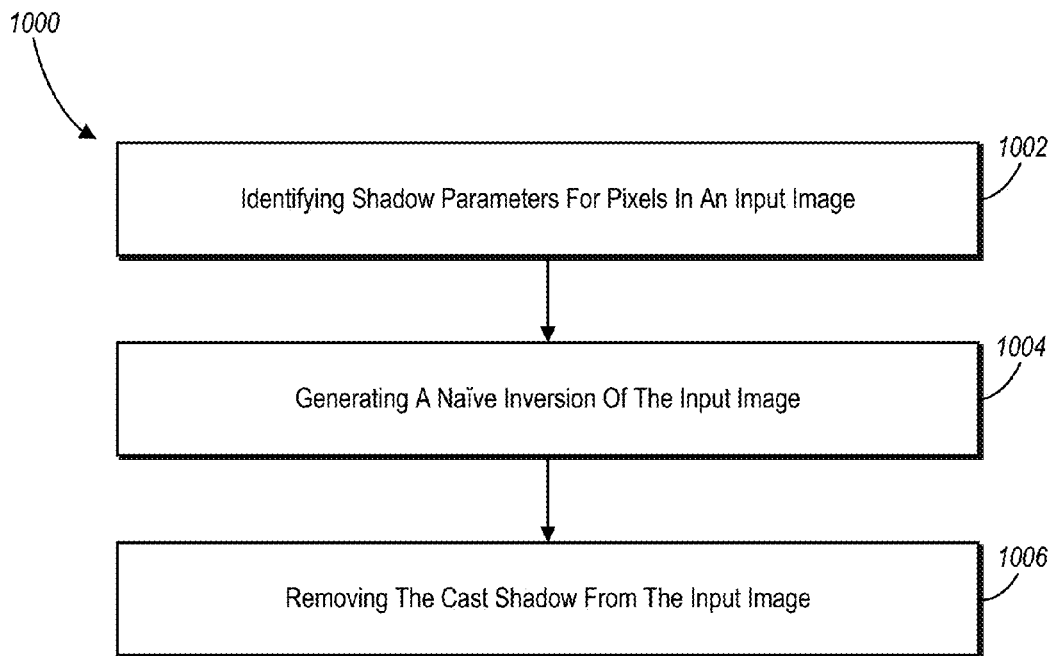 1000
1002
Identifying Shadow Parameters For Pixels In An Input Image
1004
Generating A Naïve Inversion Of The Input Image
1006
Removing The Cast Shadow From The Input Image